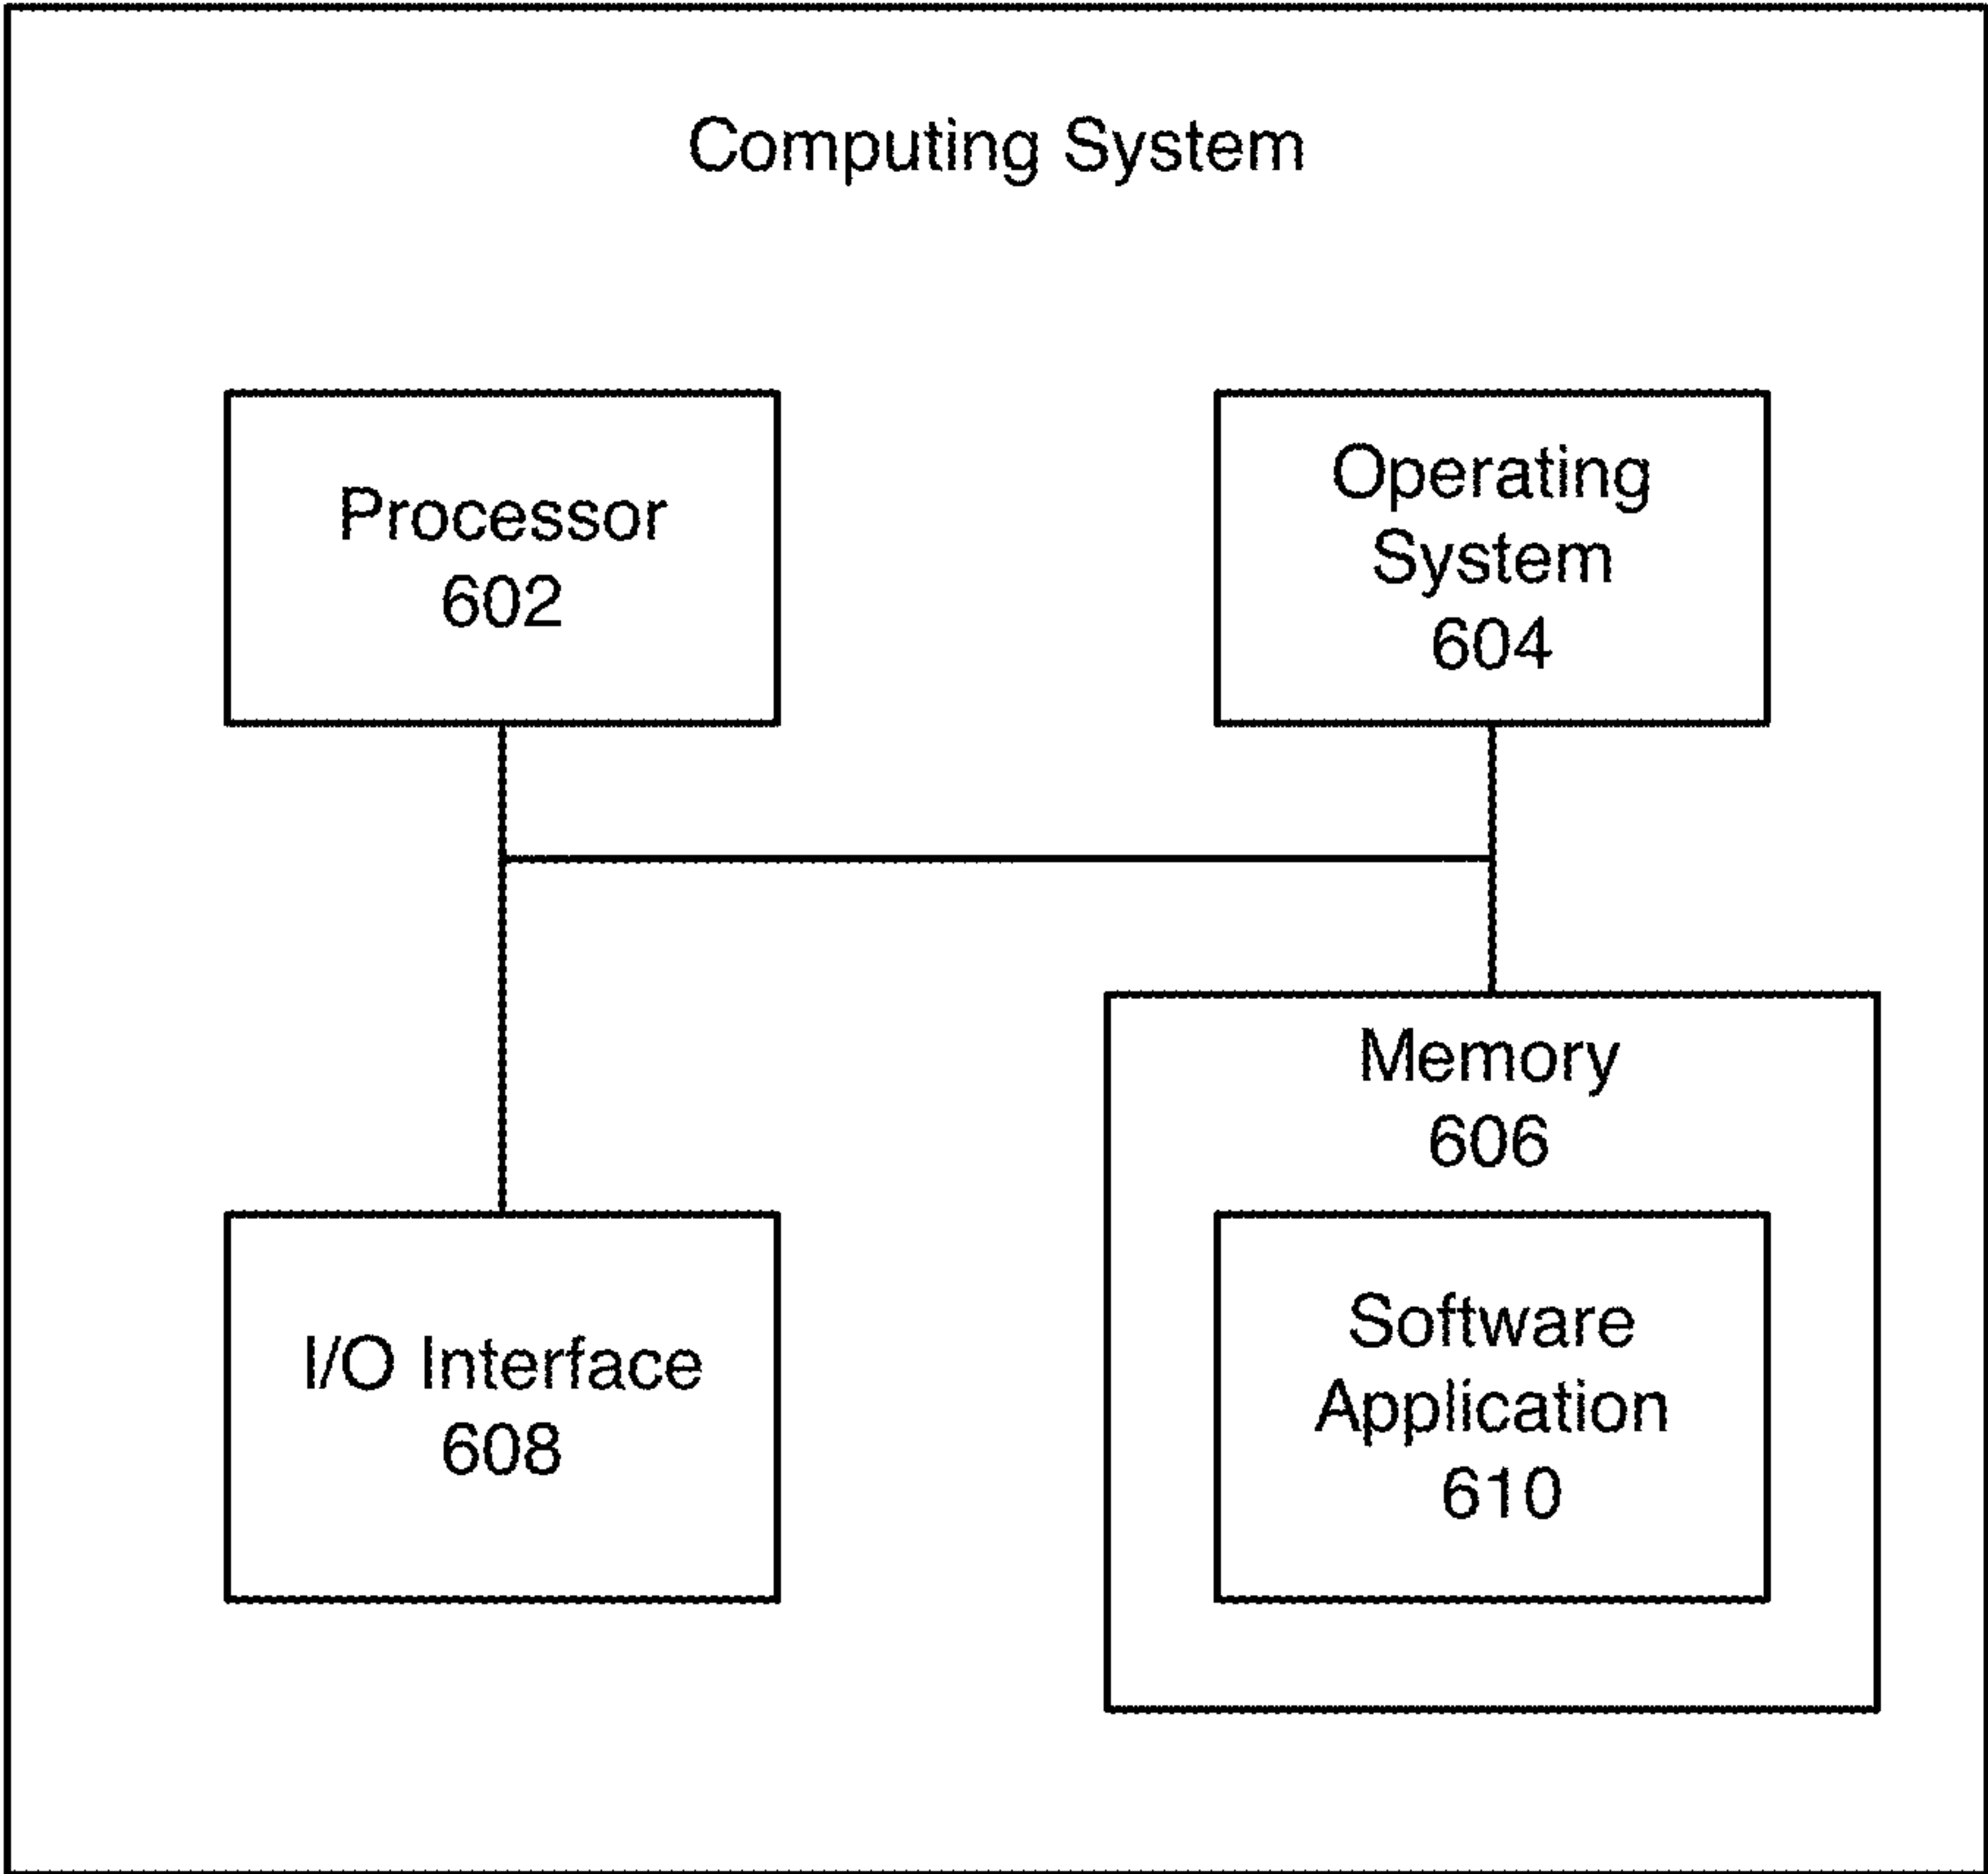 Computing System
Processor
602
Operating
System
604
Memory
606
I/O Interface
608
Software
Application
610